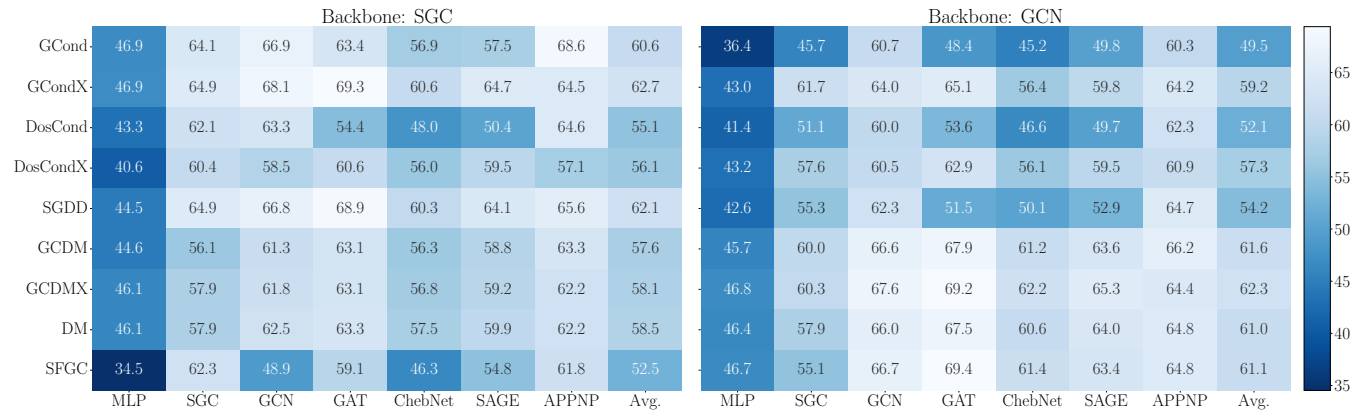 Backbone: SGC Backbone: GCN
GCond 46.9 64.1 66.9 63.4 56.9 57.5 68.6 60.6 36.4 45.7 60.7 48.4 45.2 49.8 60.3 49.5
GCondX 46.9 64.9 68.1 69.3 60.6 64.7 64.5 62.7 43.0 61.7 64.0 65.1 56.4 59.8 64.2 59.2 65
DosCond 43.3 62.1 63.3 54.4 48.0 50.4 64.6 55.1 41.4 51.1 60.0 53.6 46.6 49.7 62.3 52.1 60
DosCondX 40.6 60.4 58.5 60.6 56.0 59.5 57.1 56.1 43.2 57.6 60.5 62.9 56.1 59.5 60.9 57.3 55
SGDD 44.5 64.9 66.8 68.9 60.3 64.1 65.6 62.1 42.6 55.3 62.3 51.5 50.1 52.9 64.7 54.2 50
GCDM 44.6 56.1 61.3 63.1 56.3 58.8 63.3 57.6 45.7 60.0 66.6 67.9 61.2 63.6 66.2 61.6 45
GCDMX 46.1 57.9 61.8 63.1 56.8 59.2 62.2 58.1 46.8 60.3 67.6 69.2 62.2 65.3 64.4 62.3
DM 46.1 57.9 62.5 63.3 57.5 59.9 62.2 58.5 46.4 57.9 66.0 67.5 60.6 64.0 64.8 61.0 40
SFGC 34.5 62.3 48.9 59.1 46.3 54.8 61.8 52.5 46.7 55.1 66.7 69.4 61.4 63.4 64.8 61.1 35
MLP SGC GCN GAT ChebNet SAGE APPNP Avg. MLP SGC GCN GAT ChebNet SAGE APPNP Avg.